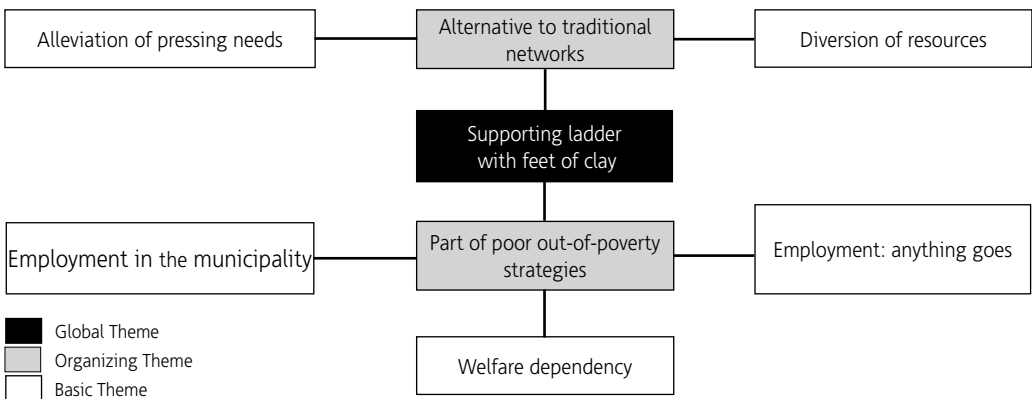 Alleviation of pressing needs
Alternative to traditional
networks
Diversion of resources
Supporting ladder
with feet of clay
Employment in the municipality
Part of poor out-of-poverty
strategies
Employment: anything goes
Welfare dependency
Global Theme
Organizing Theme
Basic Theme